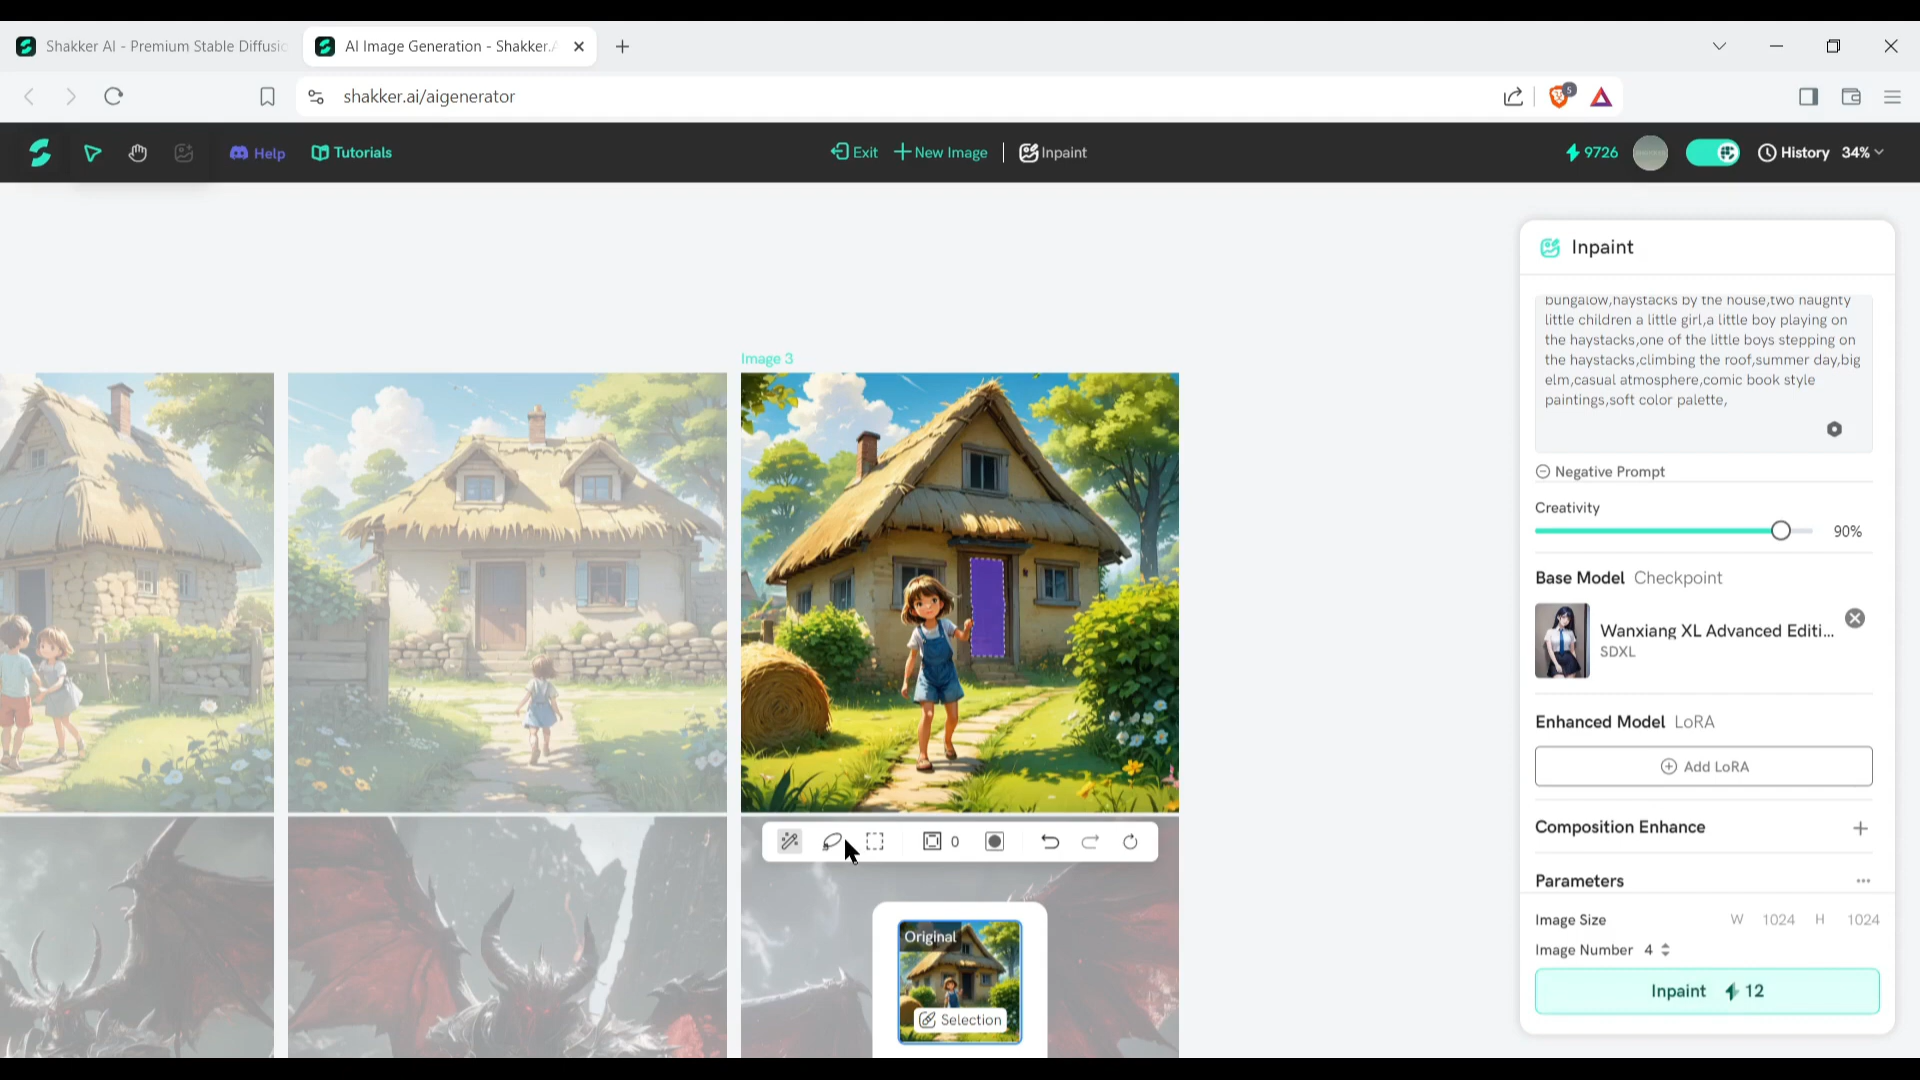 Shakker AI - Premium Stable Diffusic
AI Image Generation - Shakker.A
shakker.ai/aigenerator
5
Help
Tutorials
Exit
New Image
Inpaint
9726
History
34%
Inpaint
bungalow,haystacks by the house,two naughty
little children a little girl,a little boy playing on
the haystacks,one of the little boys stepping on
the haystacks,climbing the roof,summer day,big
elm,casual atmosphere,comic book style
paintings,soft color palette,
Negative Prompt
Creativity
90%
Base Model Checkpoint
Wanxiang XL Advanced Editi...
SDXL
Enhanced Model LoRA
Add LoRA
Composition Enhance
Parameters
Image Size W 1024 H 1024
Image Number 4
Inpaint 12
Image 3
0
Original
Selection